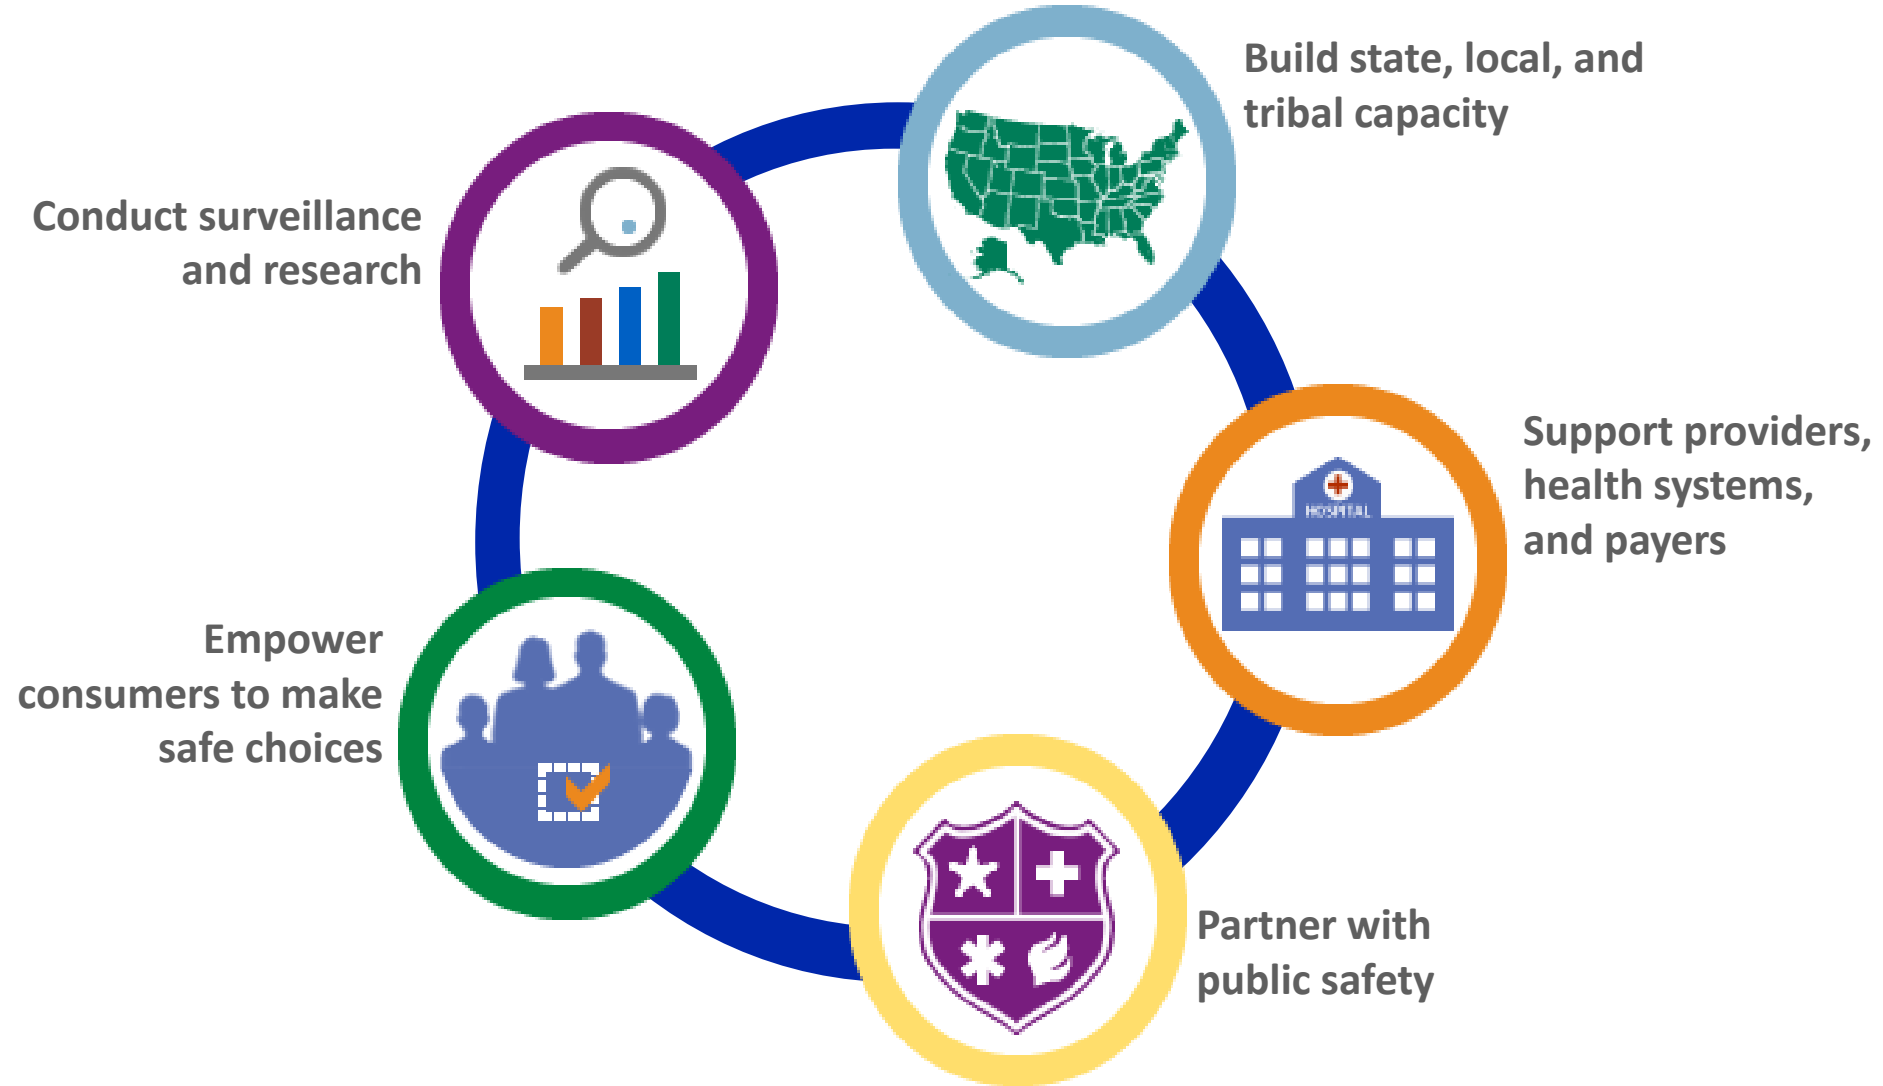 Build state, local, and
tribal capacity
Conduct surveillance
and research
Support providers,
health systems,
and payers
HOSPITAL
Empower
consumers to make
safe choices
Partner with
public safety